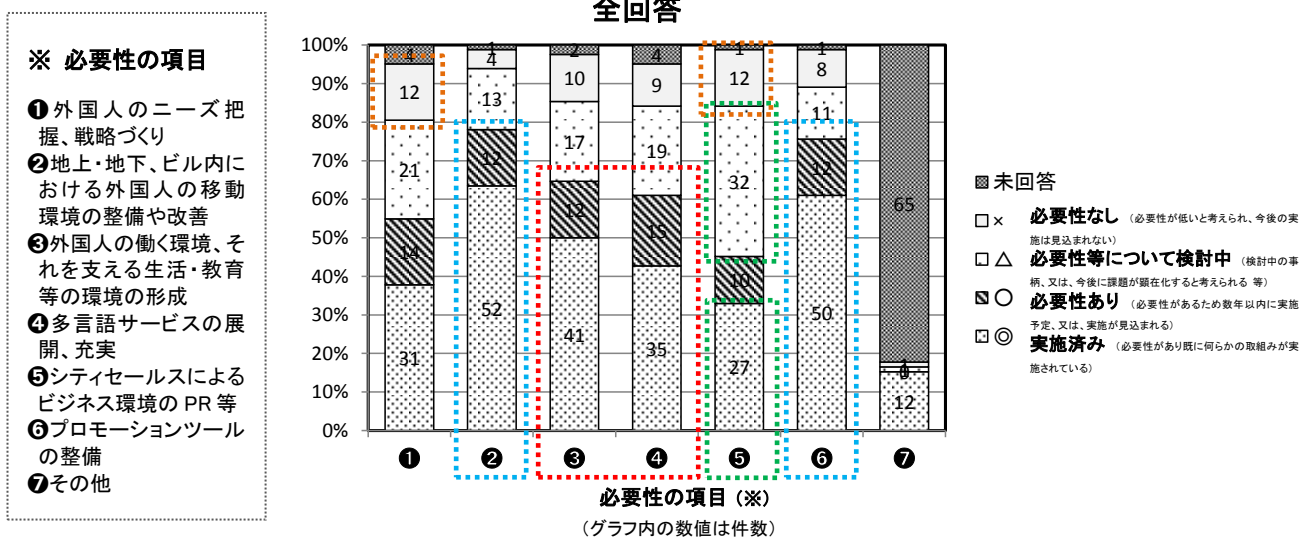 全回答
※ 必要性の項目
❶外国人のニーズ把
握、戦略づくり
❷地上・地下、ビル内に
おける外国人の移動
環境の整備や改善
❸外国人の働く環境、そ
れを支える生活・教育
等の環境の形成
❹多言語サービスの展
開、充実
❺シティセールスによる
ビジネス環境の PR 等
❻プロモーションツール
の整備
❼その他
100%
90%
80%
70%
60%
50%
40%
30%
20%
10%
0%
4 1 2 4 1 1
12 4 10 9 12 8
21 13 17 19 32 11 65
14 12 12 15 10 12
31 52 41 35 27 50 12
❶ ❷ ❸ ❹ ❺ ❻ ❼
必要性の項目(※)
(グラフ内の数値は件数)
未回答
× 必要性なし (必要性が低いと考えられ、今後の実
施は見込まれない)
△ 必要性等について検討中 (検討中の事
柄、又は、今後に課題が顕在化すると考えられる 等)
○ 必要性あり (必要性があるため数年以内に実施
予定、又は、実施が見込まれる)
◎ 実施済み (必要性があり既に何らかの取組みが実
施されている)